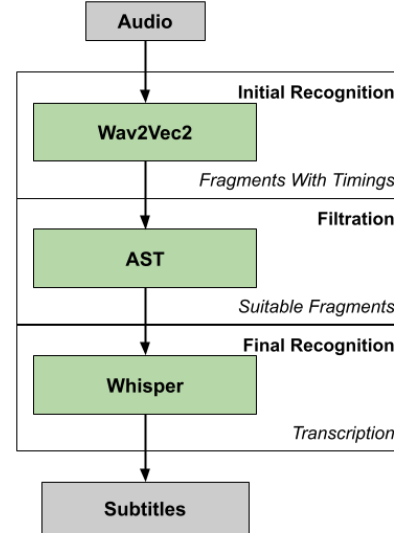 Audio
Initial Recognition
Wav2Vec2
Fragments With Timings
Filtration
AST
Suitable Fragments
Final Recognition
Whisper
Transcription
Subtitles